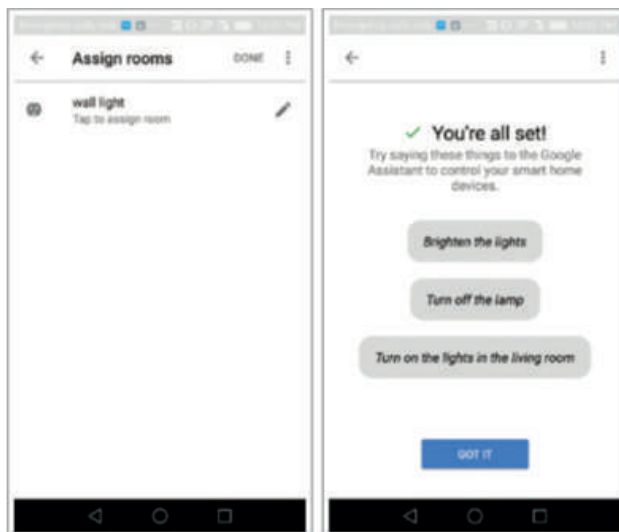 Assign rooms DONE
wall light
Tap to assign room
You're all set!
Try saying these things to the Google
Assistant to control your smart home
devices.
Brighten the lights
Turn off the lamp
Turn on the lights in the living room
GOT IT